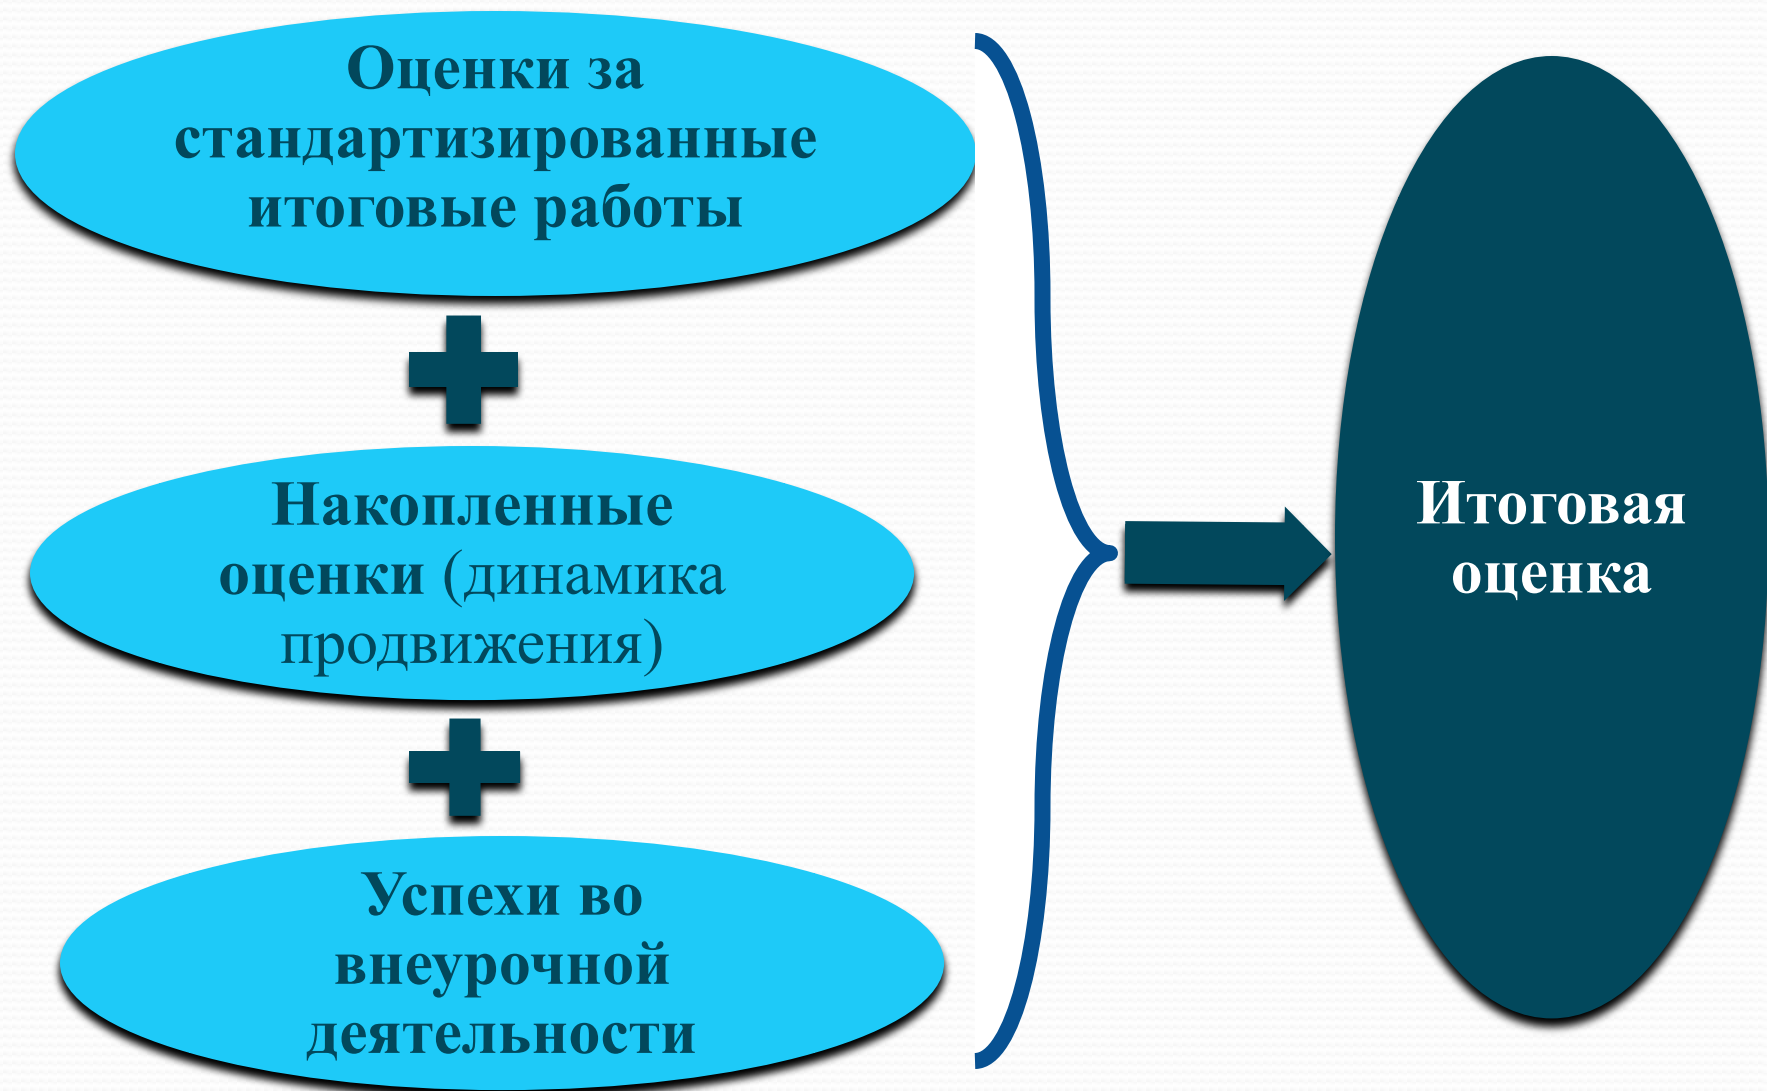 Оценки за
стандартизированные
итоговые работы
Накопленные
оценки (динамика
продвижения)
Успехи во
внеурочной
деятельности
Итоговая
оценка